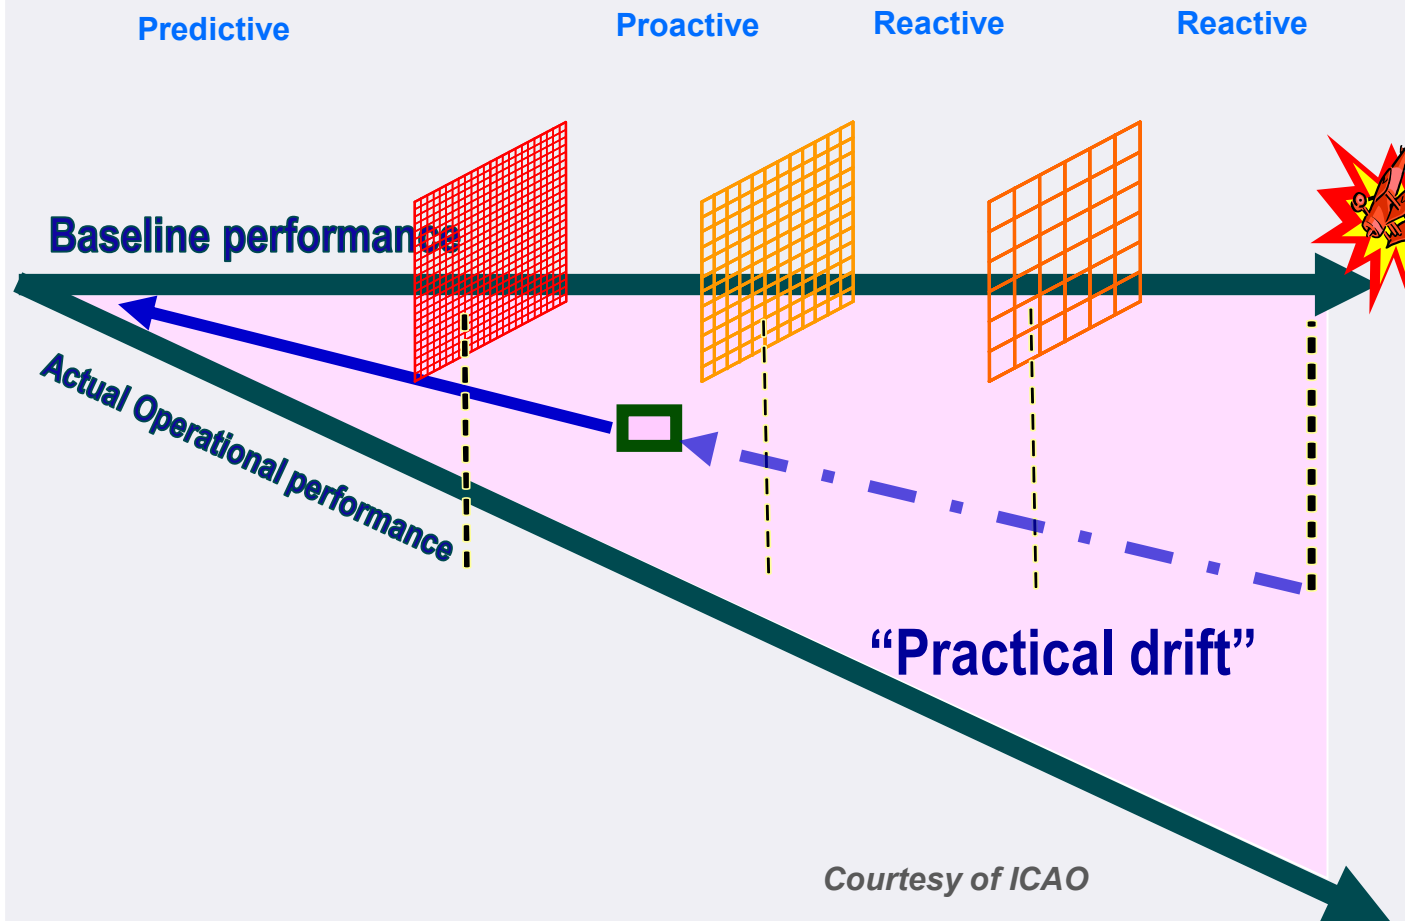 Predictive
Proactive
Reactive
Reactive
Baseline performance
Actual Operational performance
“Practical drift”
Courtesy of ICAO